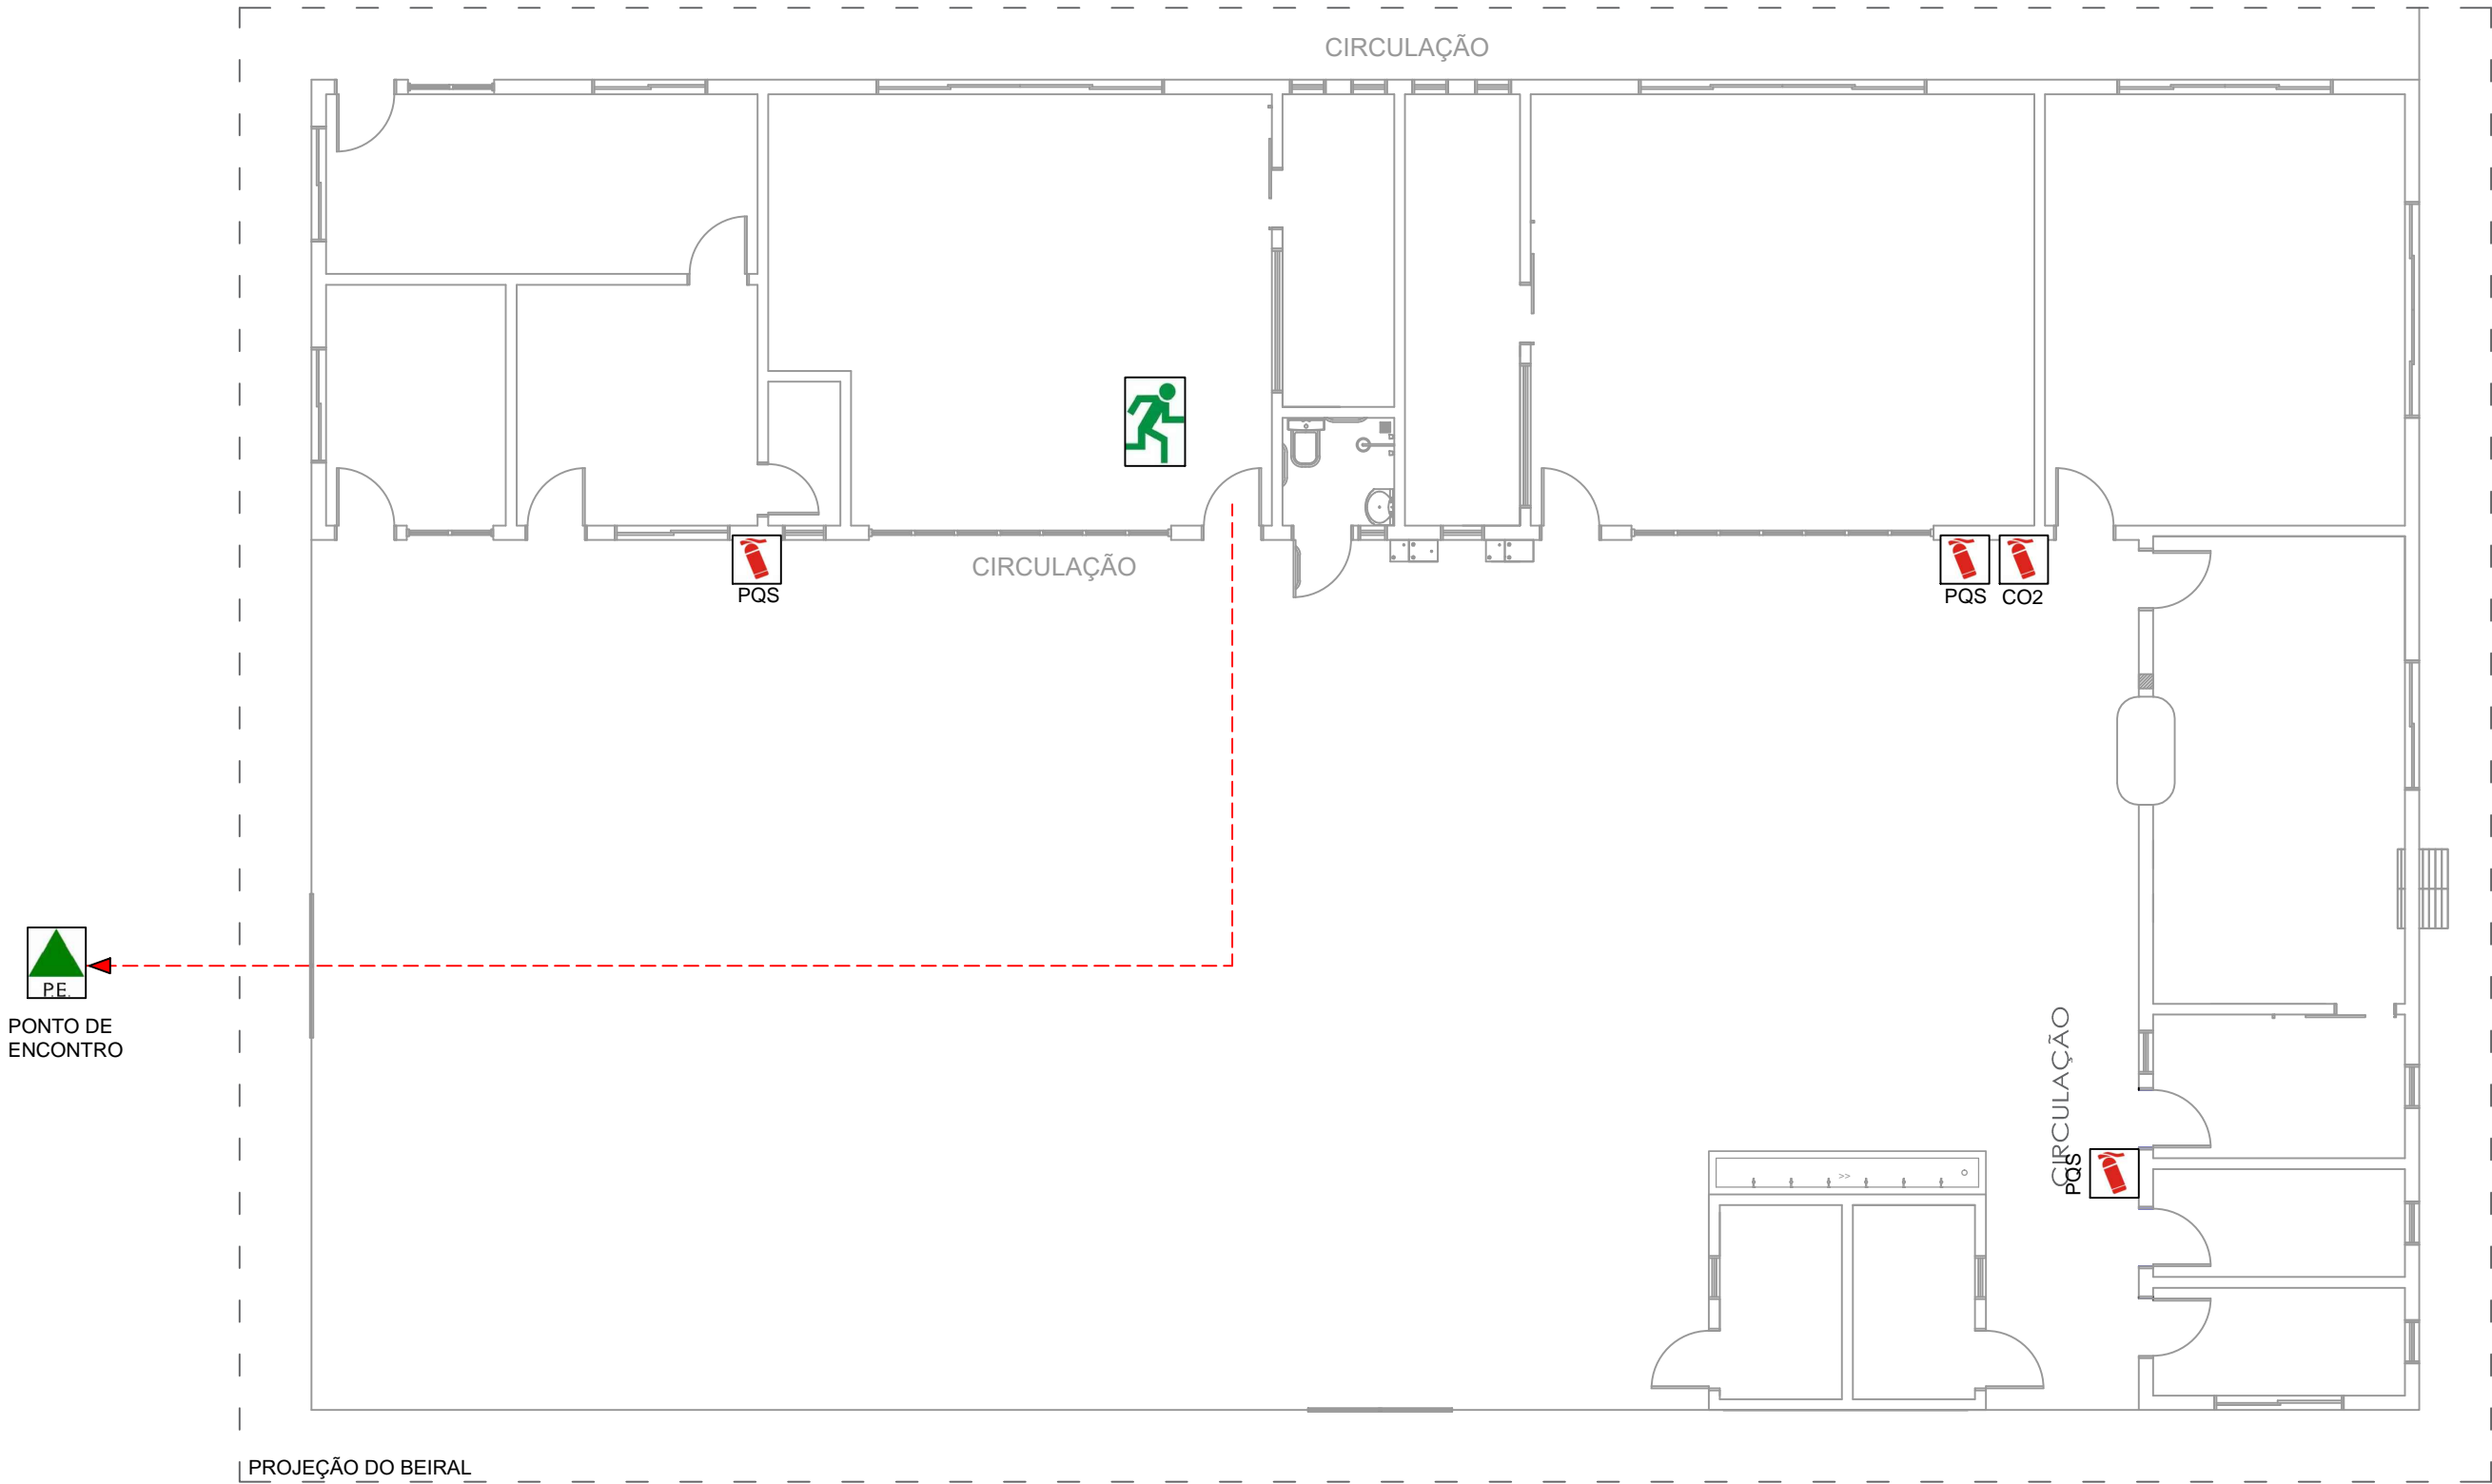 CIRCULAÇÃO
CIRCULAÇÃO
PQS
PQS
CO2
P.E.
PONTO DE
ENCONTRO
CIRCULAÇÃO
PQS
>>
PROJEÇÃO DO BEIRAL